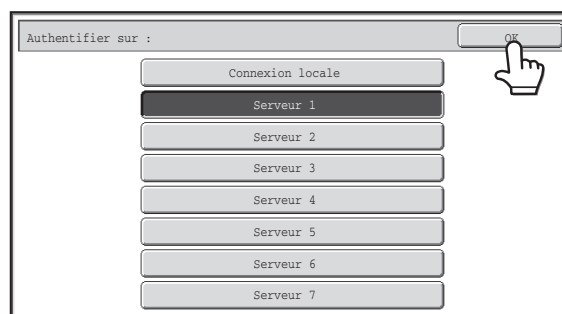 Authentifier sur :
OK
Connexion locale
Serveur 1
Serveur 2
Serveur 3
Serveur 4
Serveur 5
Serveur 6
Serveur 7